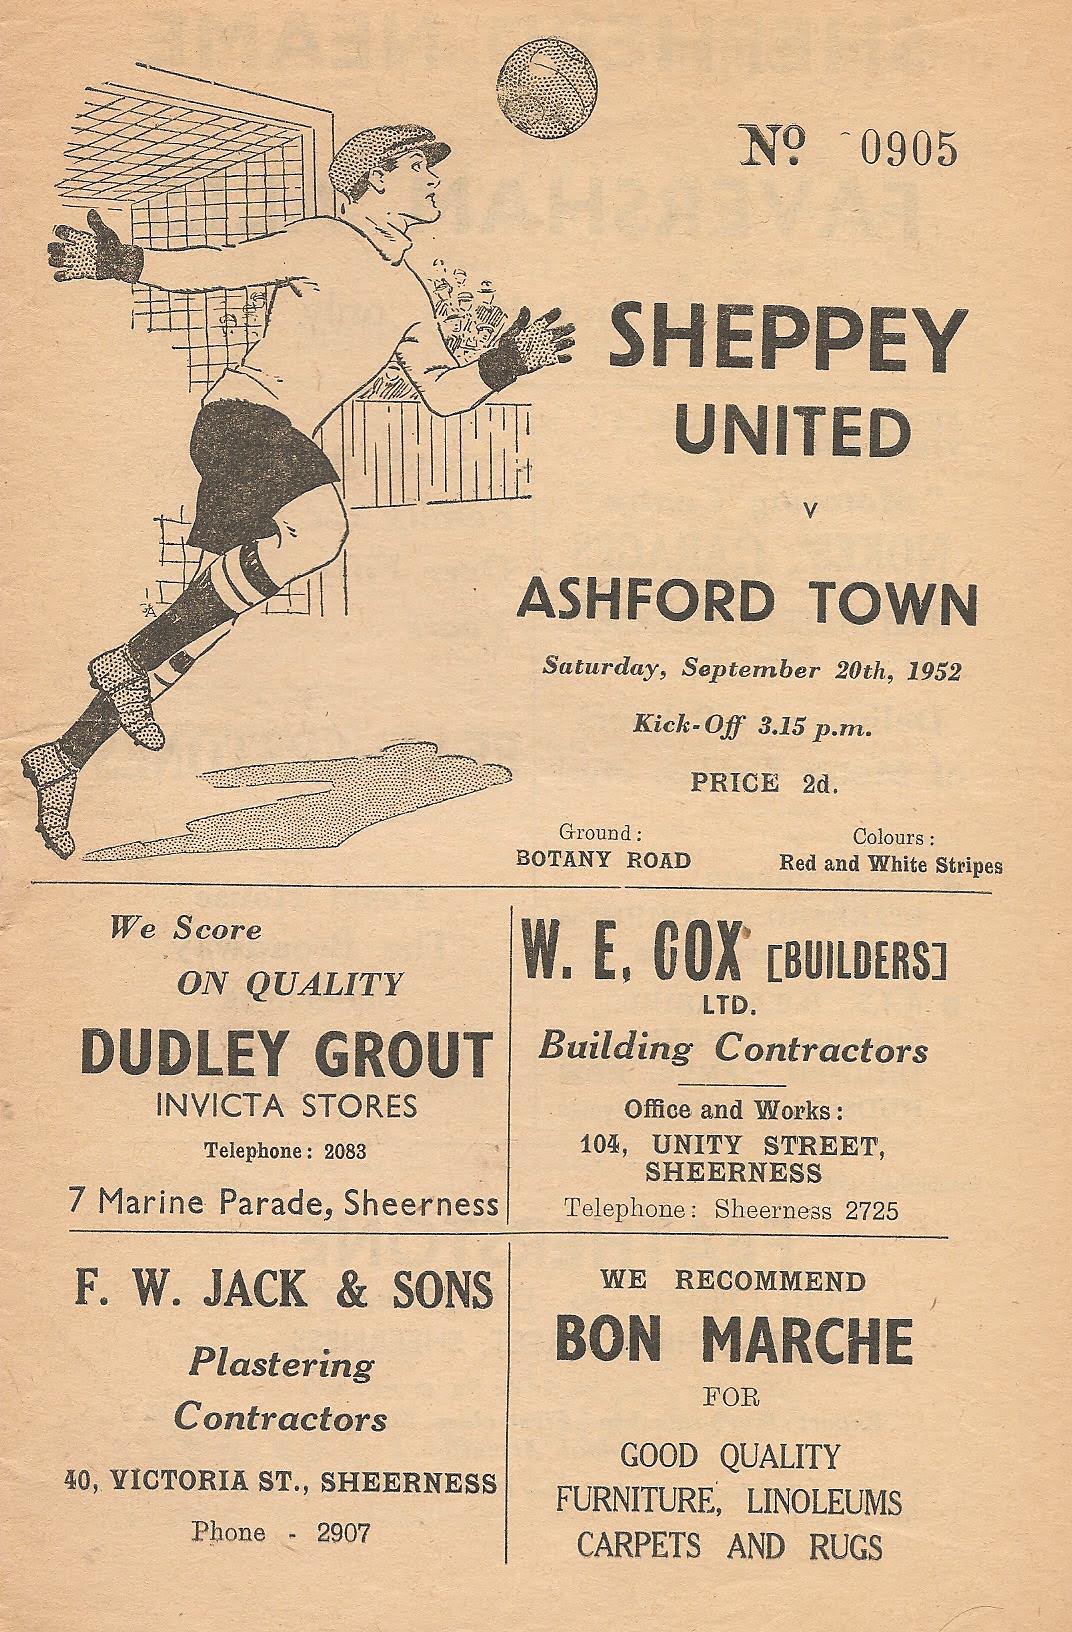 Nº 0905
SHEPPEY
UNITED
v
ASHFORD TOWN
Saturday, September 20th, 1952
Kick-Off 3.15 p.m.
PRICE 2d.
Ground:
BOTANY ROAD
Colours:
Red and White Stripes
We Score
ON QUALITY
DUDLEY GROUT
INVICTA STORES
Telephone: 2083
7 Marine Parade, Sheerness
W. E. COX [BUILDERS]
LTD.
Building Contractors
Office and Works:
104, UNITY STREET,
SHEERNESS
Telephone: Sheerness 2725
F. W. JACK & SONS
Plastering
Contractors
40, VICTORIA ST., SHEERNESS
Phone - 2907
WE RECOMMEND
BON MARCHE
FOR
GOOD QUALITY
FURNITURE, LINOLEUMS
CARPETS AND RUGS